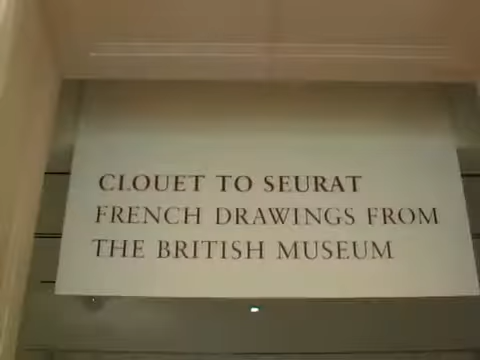 CLOUET TO SEURAT
FRENCH DRAWINGS FROM
THE BRITISH MUSEUM